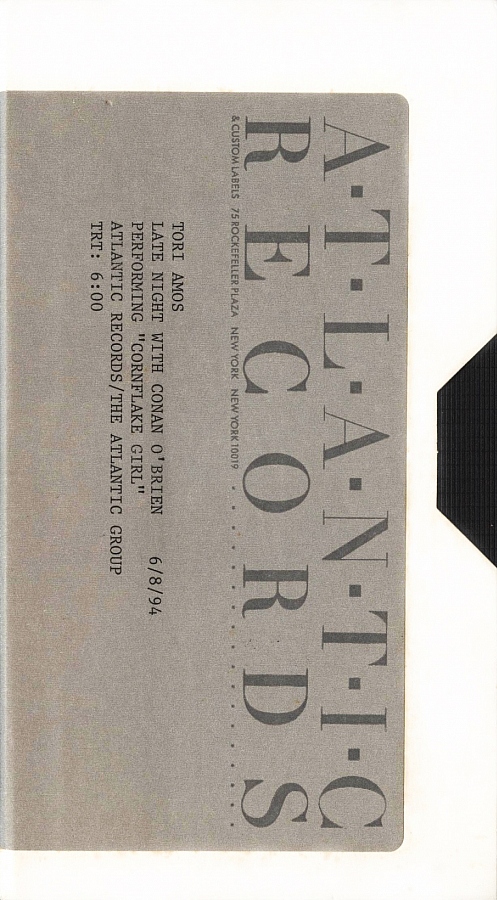 A·T·L·A·N·T·I·C
RECORDS
& CUSTOM LABELS 75 ROCKEFELLER PLAZA NEW YORK NEW YORK 10019 . . . . . . . . . . . . . . .
TORI AMOS
LATE NIGHT WITH CONAN O'BRIEN 6/8/94
PERFORMING "CORNFLAKE GIRL"
ATLANTIC RECORDS/THE ATLANTIC GROUP
TRT: 6:00